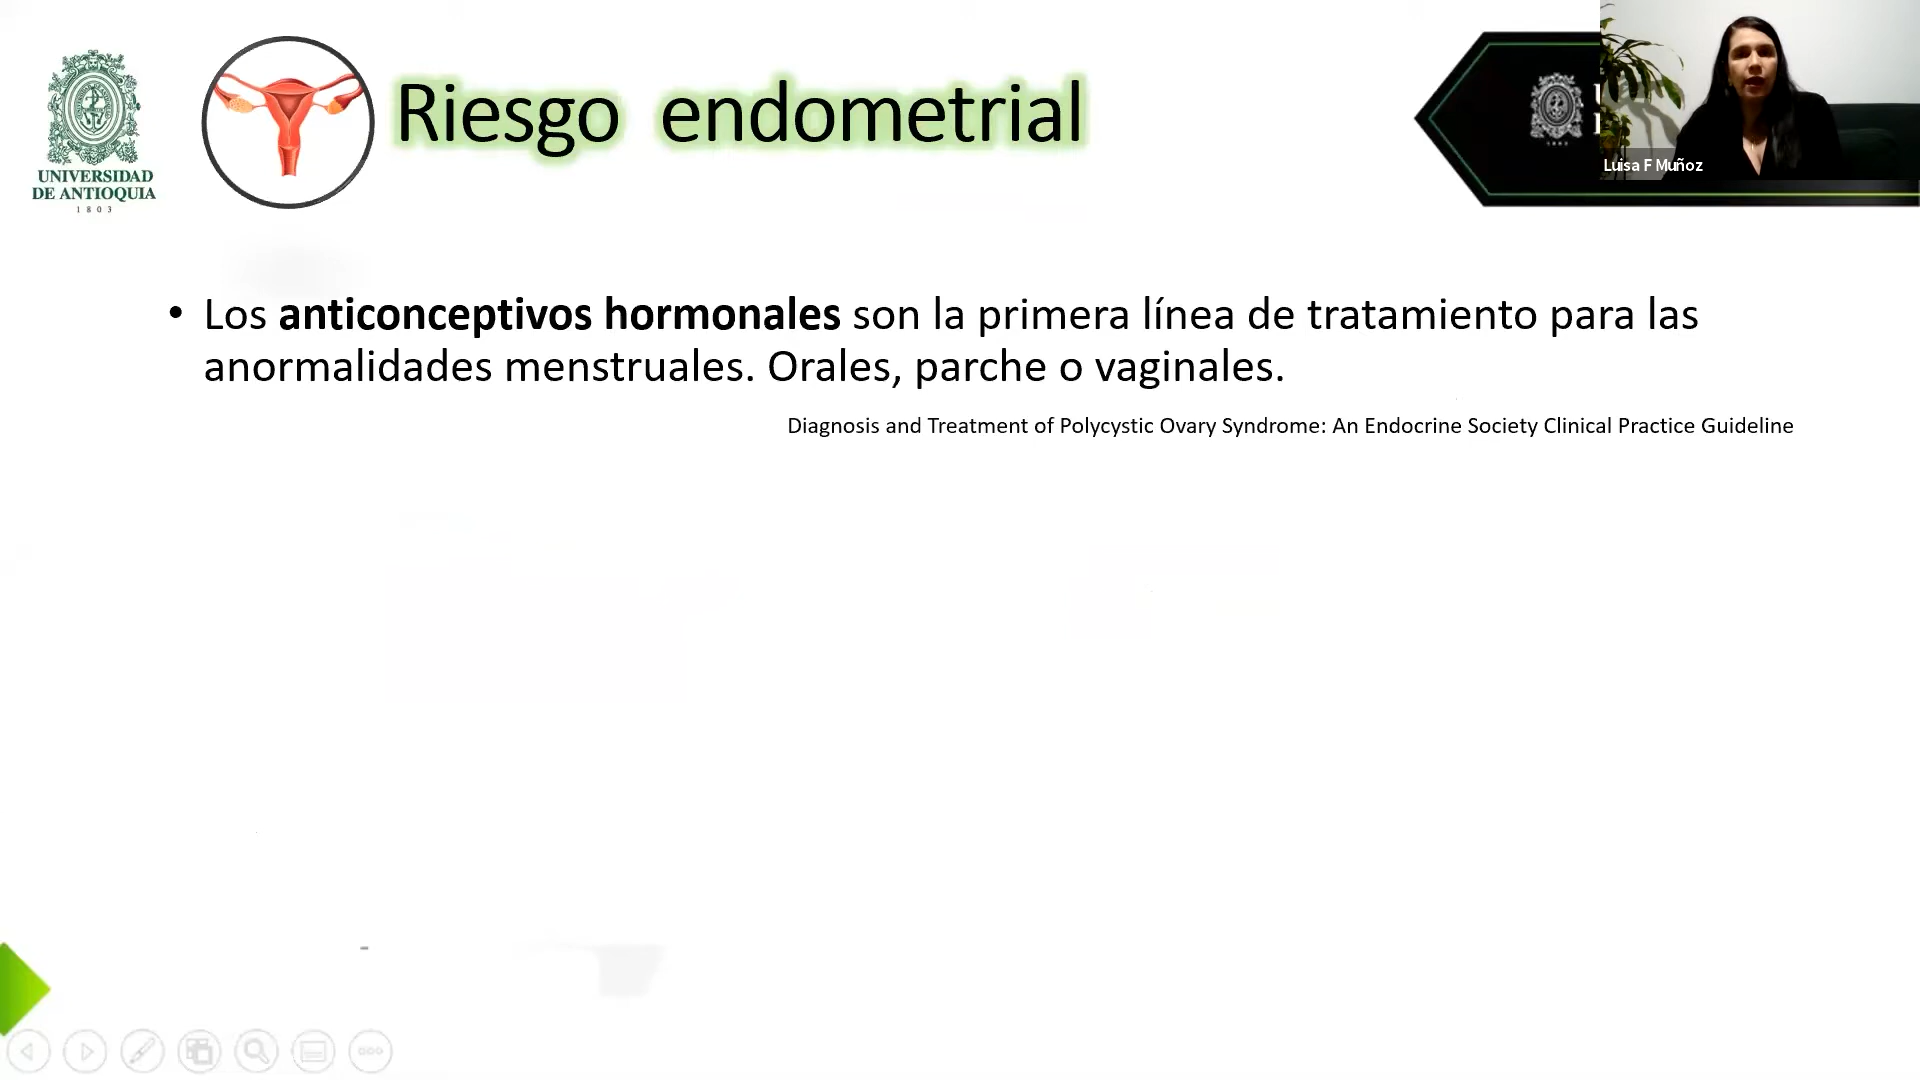 UNIVERSIDAD
DE ANTIOQUIA
1803
Riesgo endometrial
Luisa F Muñoz
• Los anticonceptivos hormonales son la primera línea de tratamiento para las
anormalidades menstruales. Orales, parche o vaginales.
Diagnosis and Treatment of Polycystic Ovary Syndrome: An Endocrine Society Clinical Practice Guideline